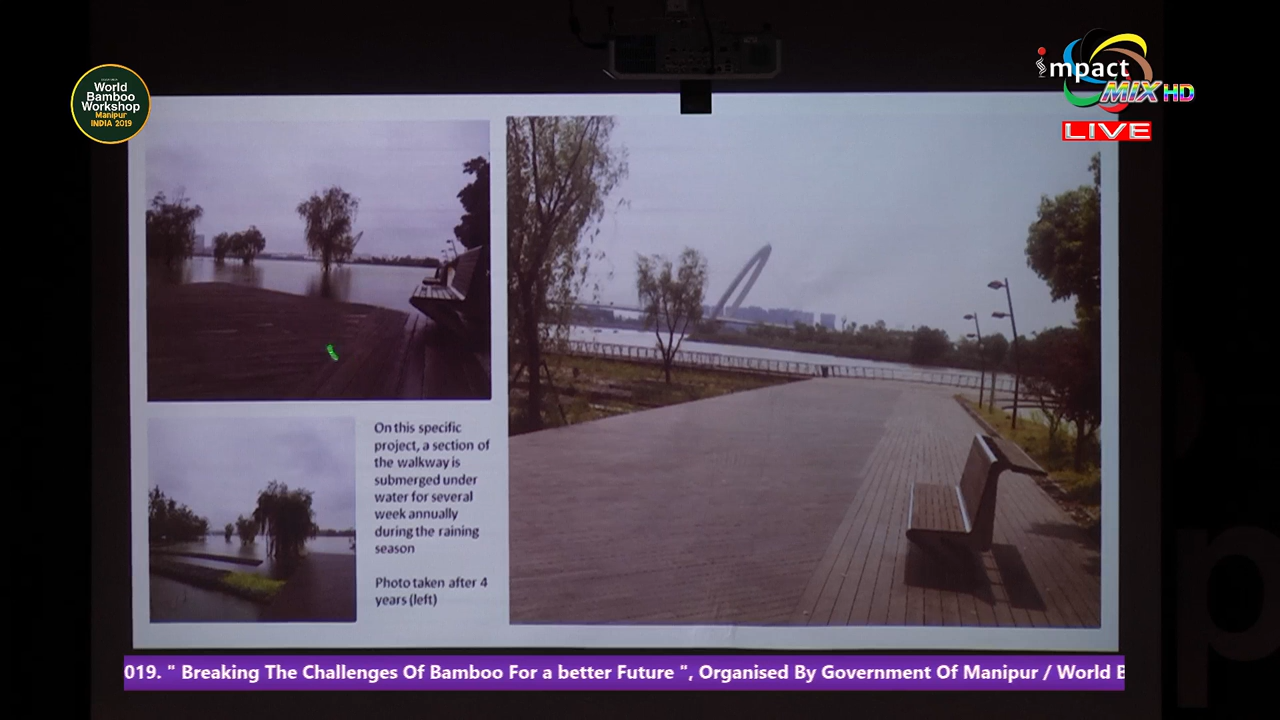 World
Bamboo
Workshop
Manipur
INDIA 2019
impact
MIX HD
LIVE
On this specific
project, a section of
the walkway is
submerged under
water for several
week annually
during the raining
season
Photo taken after 4
years (left)
019. " Breaking The Challenges Of Bamboo For a better Future ", Organised By Government Of Manipur / World B